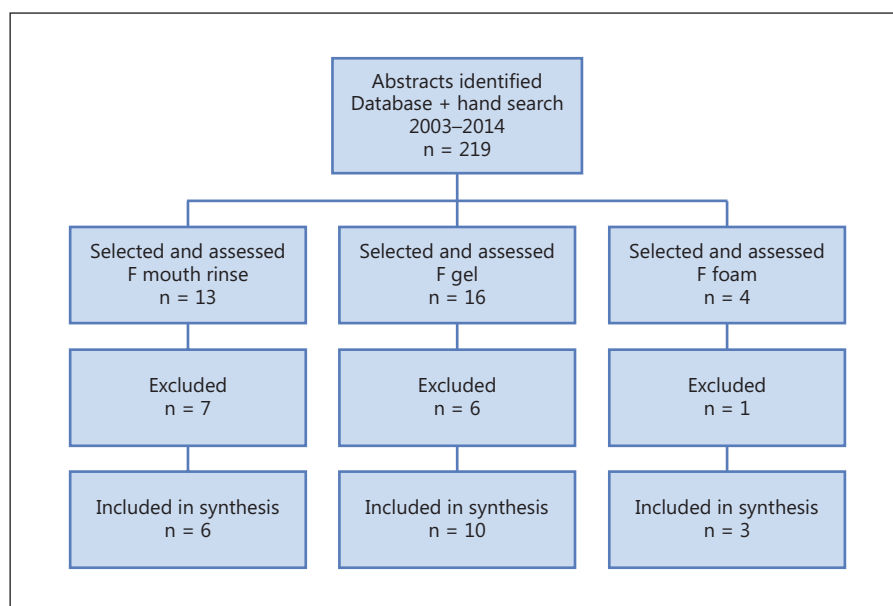 Abstracts identified
Database + hand search
2003–2014
n = 219
Selected and assessed
F mouth rinse
n = 13
Selected and assessed
F gel
n = 16
Selected and assessed
F foam
n = 4
Excluded
n = 7
Excluded
n = 6
Excluded
n = 1
Included in synthesis
n = 6
Included in synthesis
n = 10
Included in synthesis
n = 3